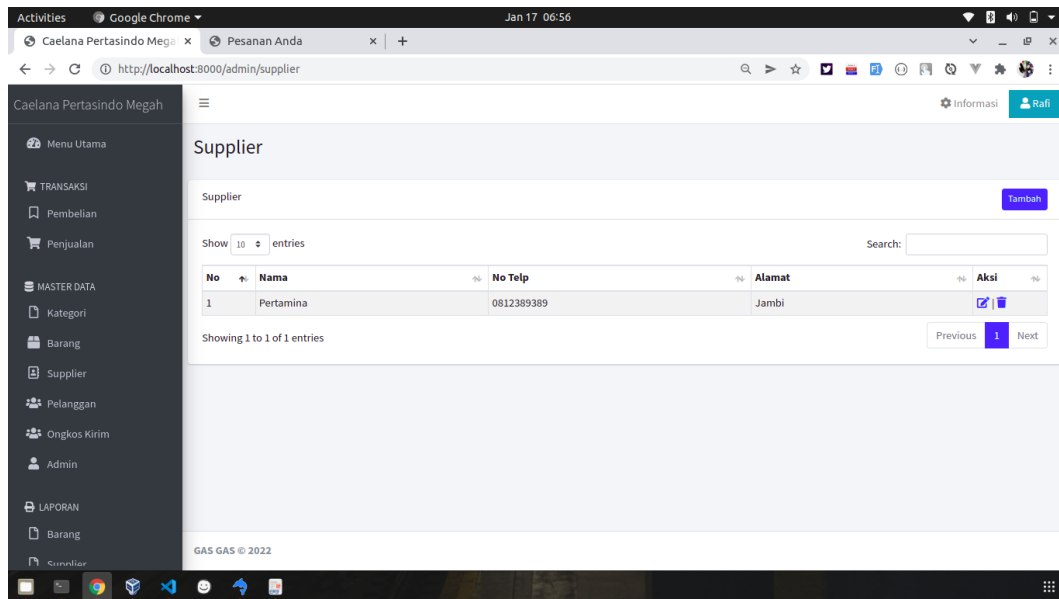 Activities Google Chrome Jan 17 06:56
Caelana Pertasindo Mega Pesanan Anda
http://localhost:8000/admin/supplier
Caelana Pertasindo Megah Informasi Rafi
Menu Utama
Supplier
TRANSAKSI
Supplier Tambah
Pembelian
Penjualan
Show 10 entries Search:
No Nama No Telp Alamat Aksi
MASTER DATA
1 Pertamina 0812389389 Jambi |
Kategori
Showing 1 to 1 of 1 entries Previous 1 Next
Barang
Supplier
Pelanggan
Ongkos Kirim
Admin
LAPORAN
Barang
GAS GAS © 2022
Supplier